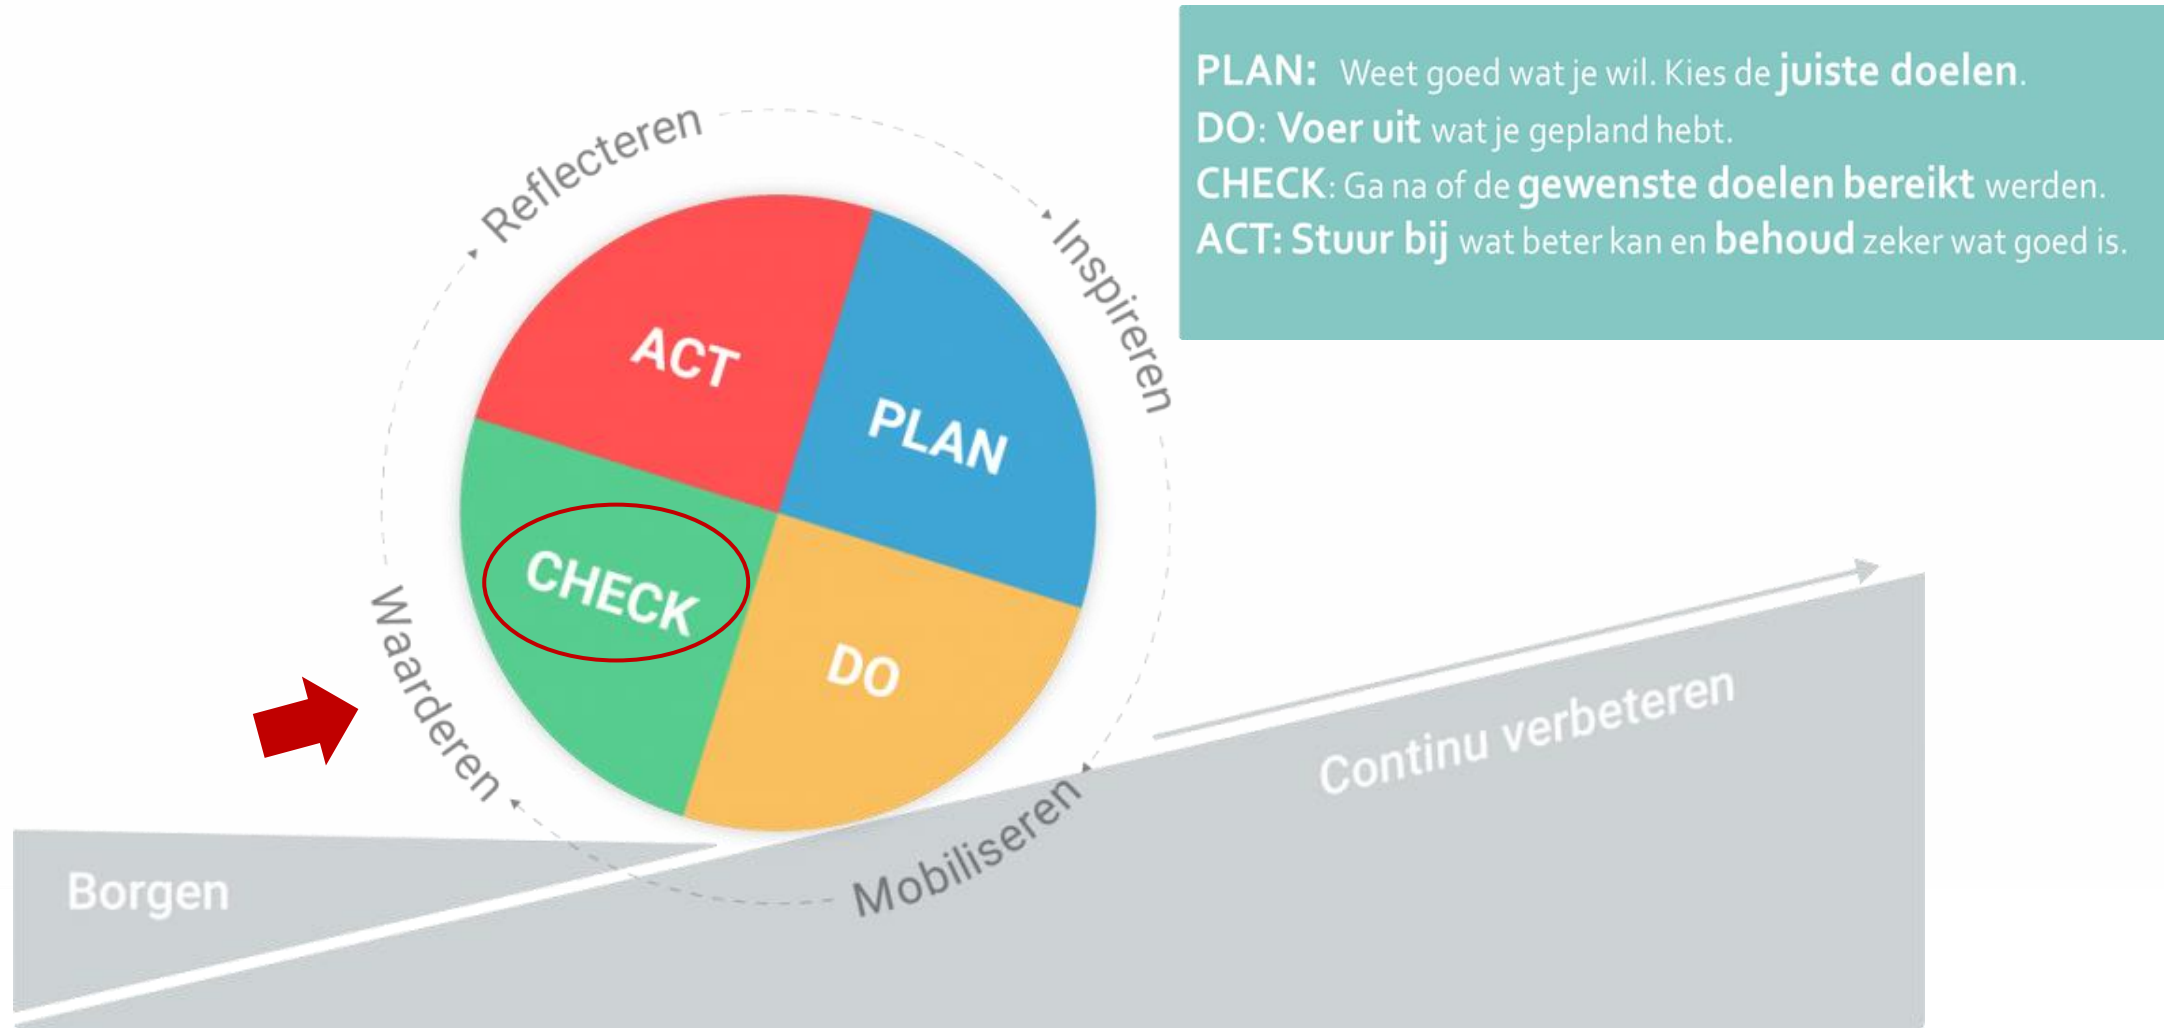 PLAN: Weet goed wat je wil. Kies de juiste doelen.
DO: Voer uit wat je gepland hebt.
CHECK: Ga na of de gewenste doelen bereikt werden.
ACT: Stuur bij wat beter kan en behoud zeker wat goed is.
Reflecteren
Inspireren
ACT
PLAN
CHECK
DO
Waarderen
Mobiliseren
Continu verbeteren
Borgen